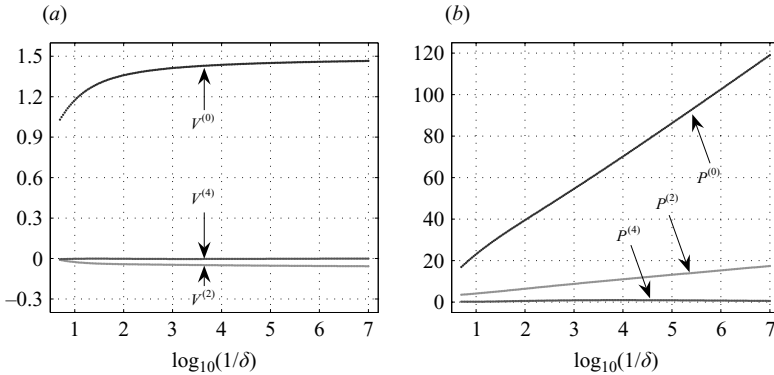 (a)
1.5
1.2
0.9
0.6
0.3
0
–0.3
V(0)
V(4)
V(2)
1 2 3 4 5 6 7
log10(1/δ)
(b)
120
100
80
60
40
20
0
P(0)
P(2)
P(4)
1 2 3 4 5 6 7
log10(1/δ)